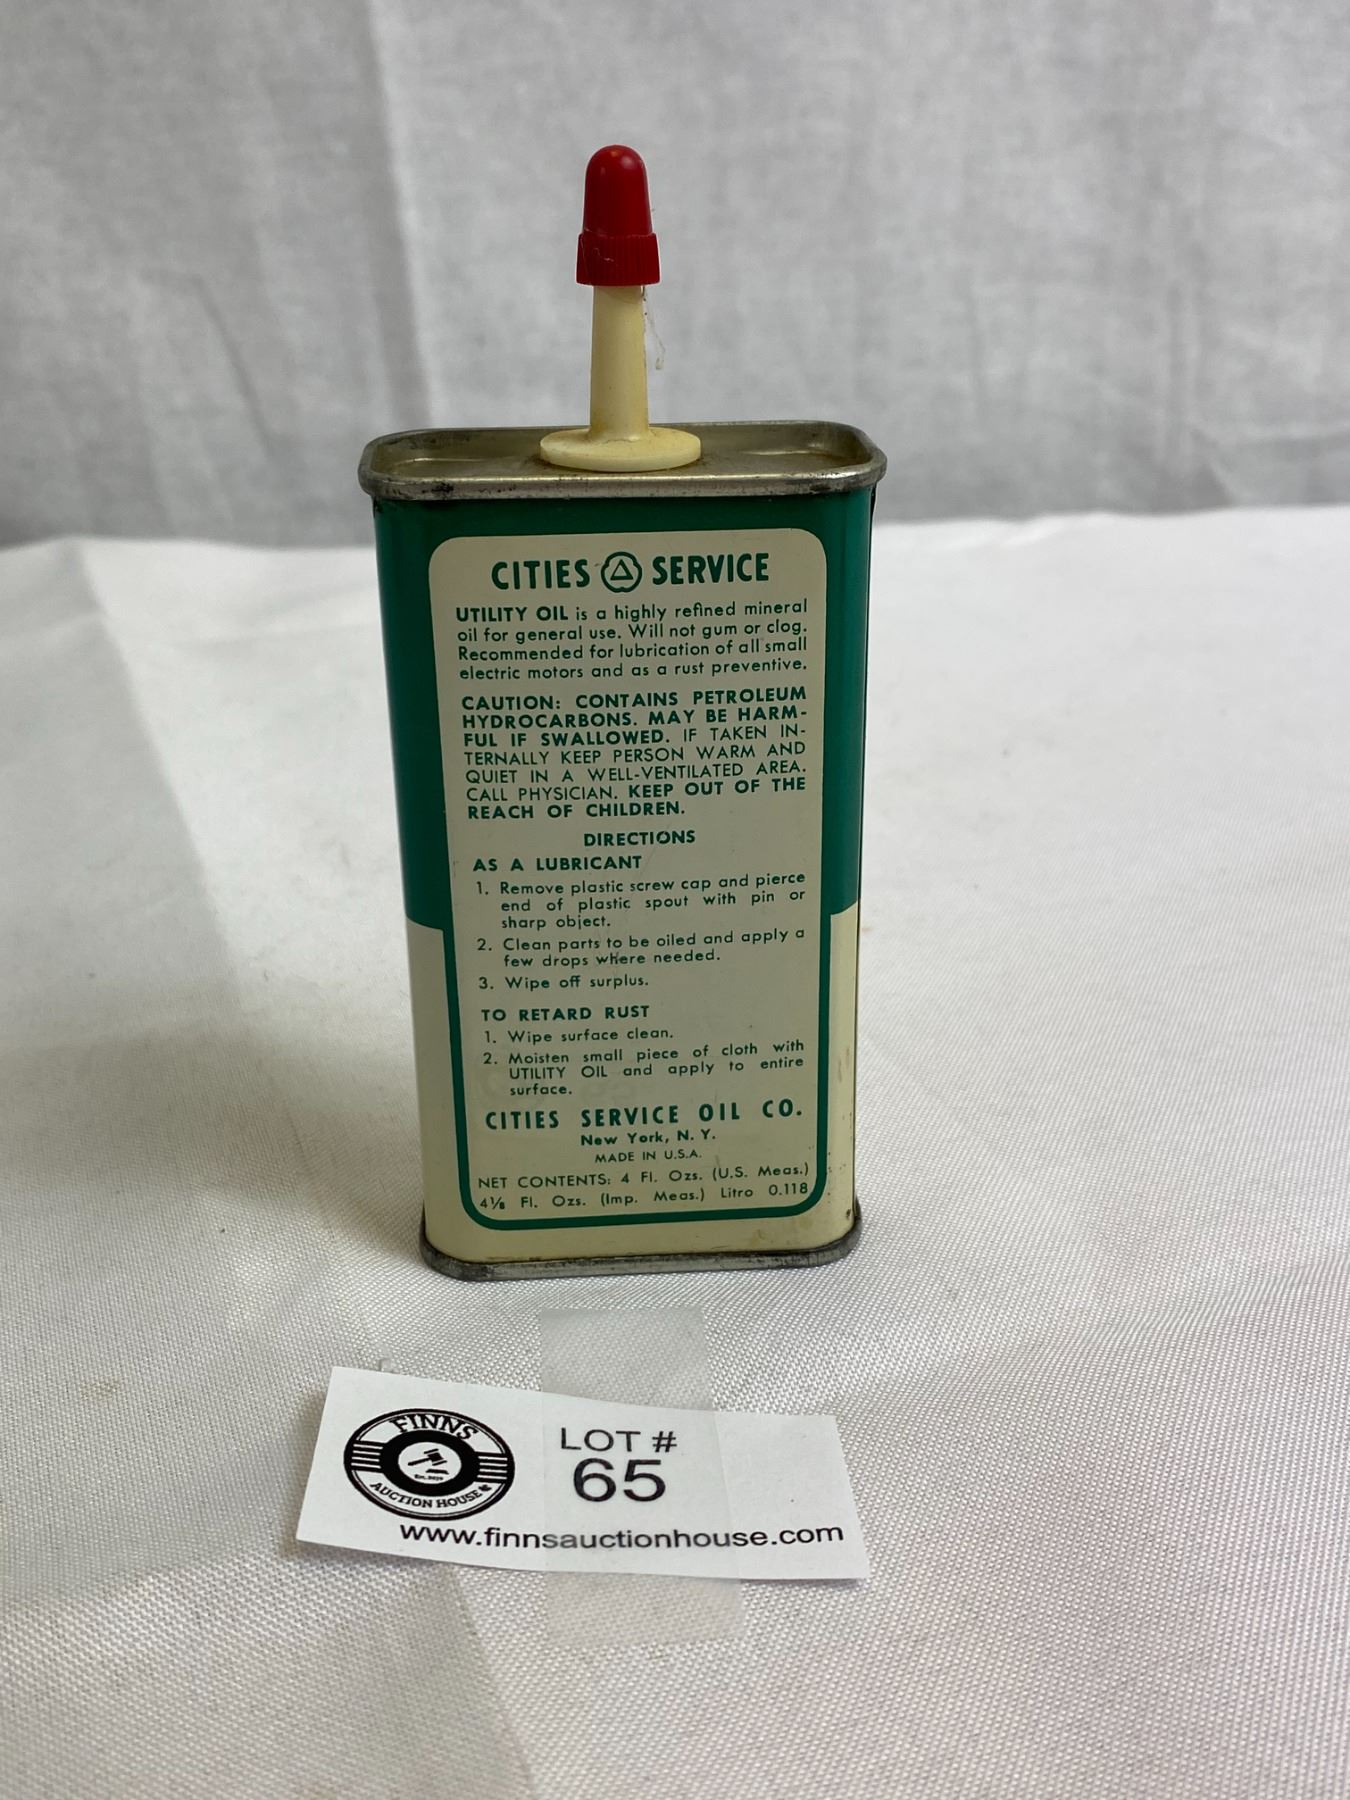 CITIES SERVICE
UTILITY OIL is a highly refined mineral
oil for general use. Will not gum or clog.
Recommended for lubrication of all small
electric motors and as a rust preventive.
CAUTION: CONTAINS PETROLEUM
HYDROCARBONS. MAY BE HARM-
FUL IF SWALLOWED. IF TAKEN IN-
TERNALLY KEEP PERSON WARM AND
QUIET IN A WELL-VENTILATED AREA.
CALL PHYSICIAN. KEEP OUT OF THE
REACH OF CHILDREN.
DIRECTIONS
AS A LUBRICANT
1. Remove plastic screw cap and pierce
end of plastic spout with pin or
sharp object.
2. Clean parts to be oiled and apply a
few drops where needed.
3. Wipe off surplus.
TO RETARD RUST
1. Wipe surface clean.
2. Moisten small piece of cloth with
UTILITY OIL and apply to entire
surface.
CITIES SERVICE OIL CO.
New York, N. Y.
MADE IN U.S.A.
NET CONTENTS: 4 Fl. Ozs. (U.S. Meas.)
4⅛ Fl. Ozs. (Imp. Meas.) Litro 0.118
FINNS
AUCTION HOUSE
LOT #
65
www.finnsauctionhouse.com